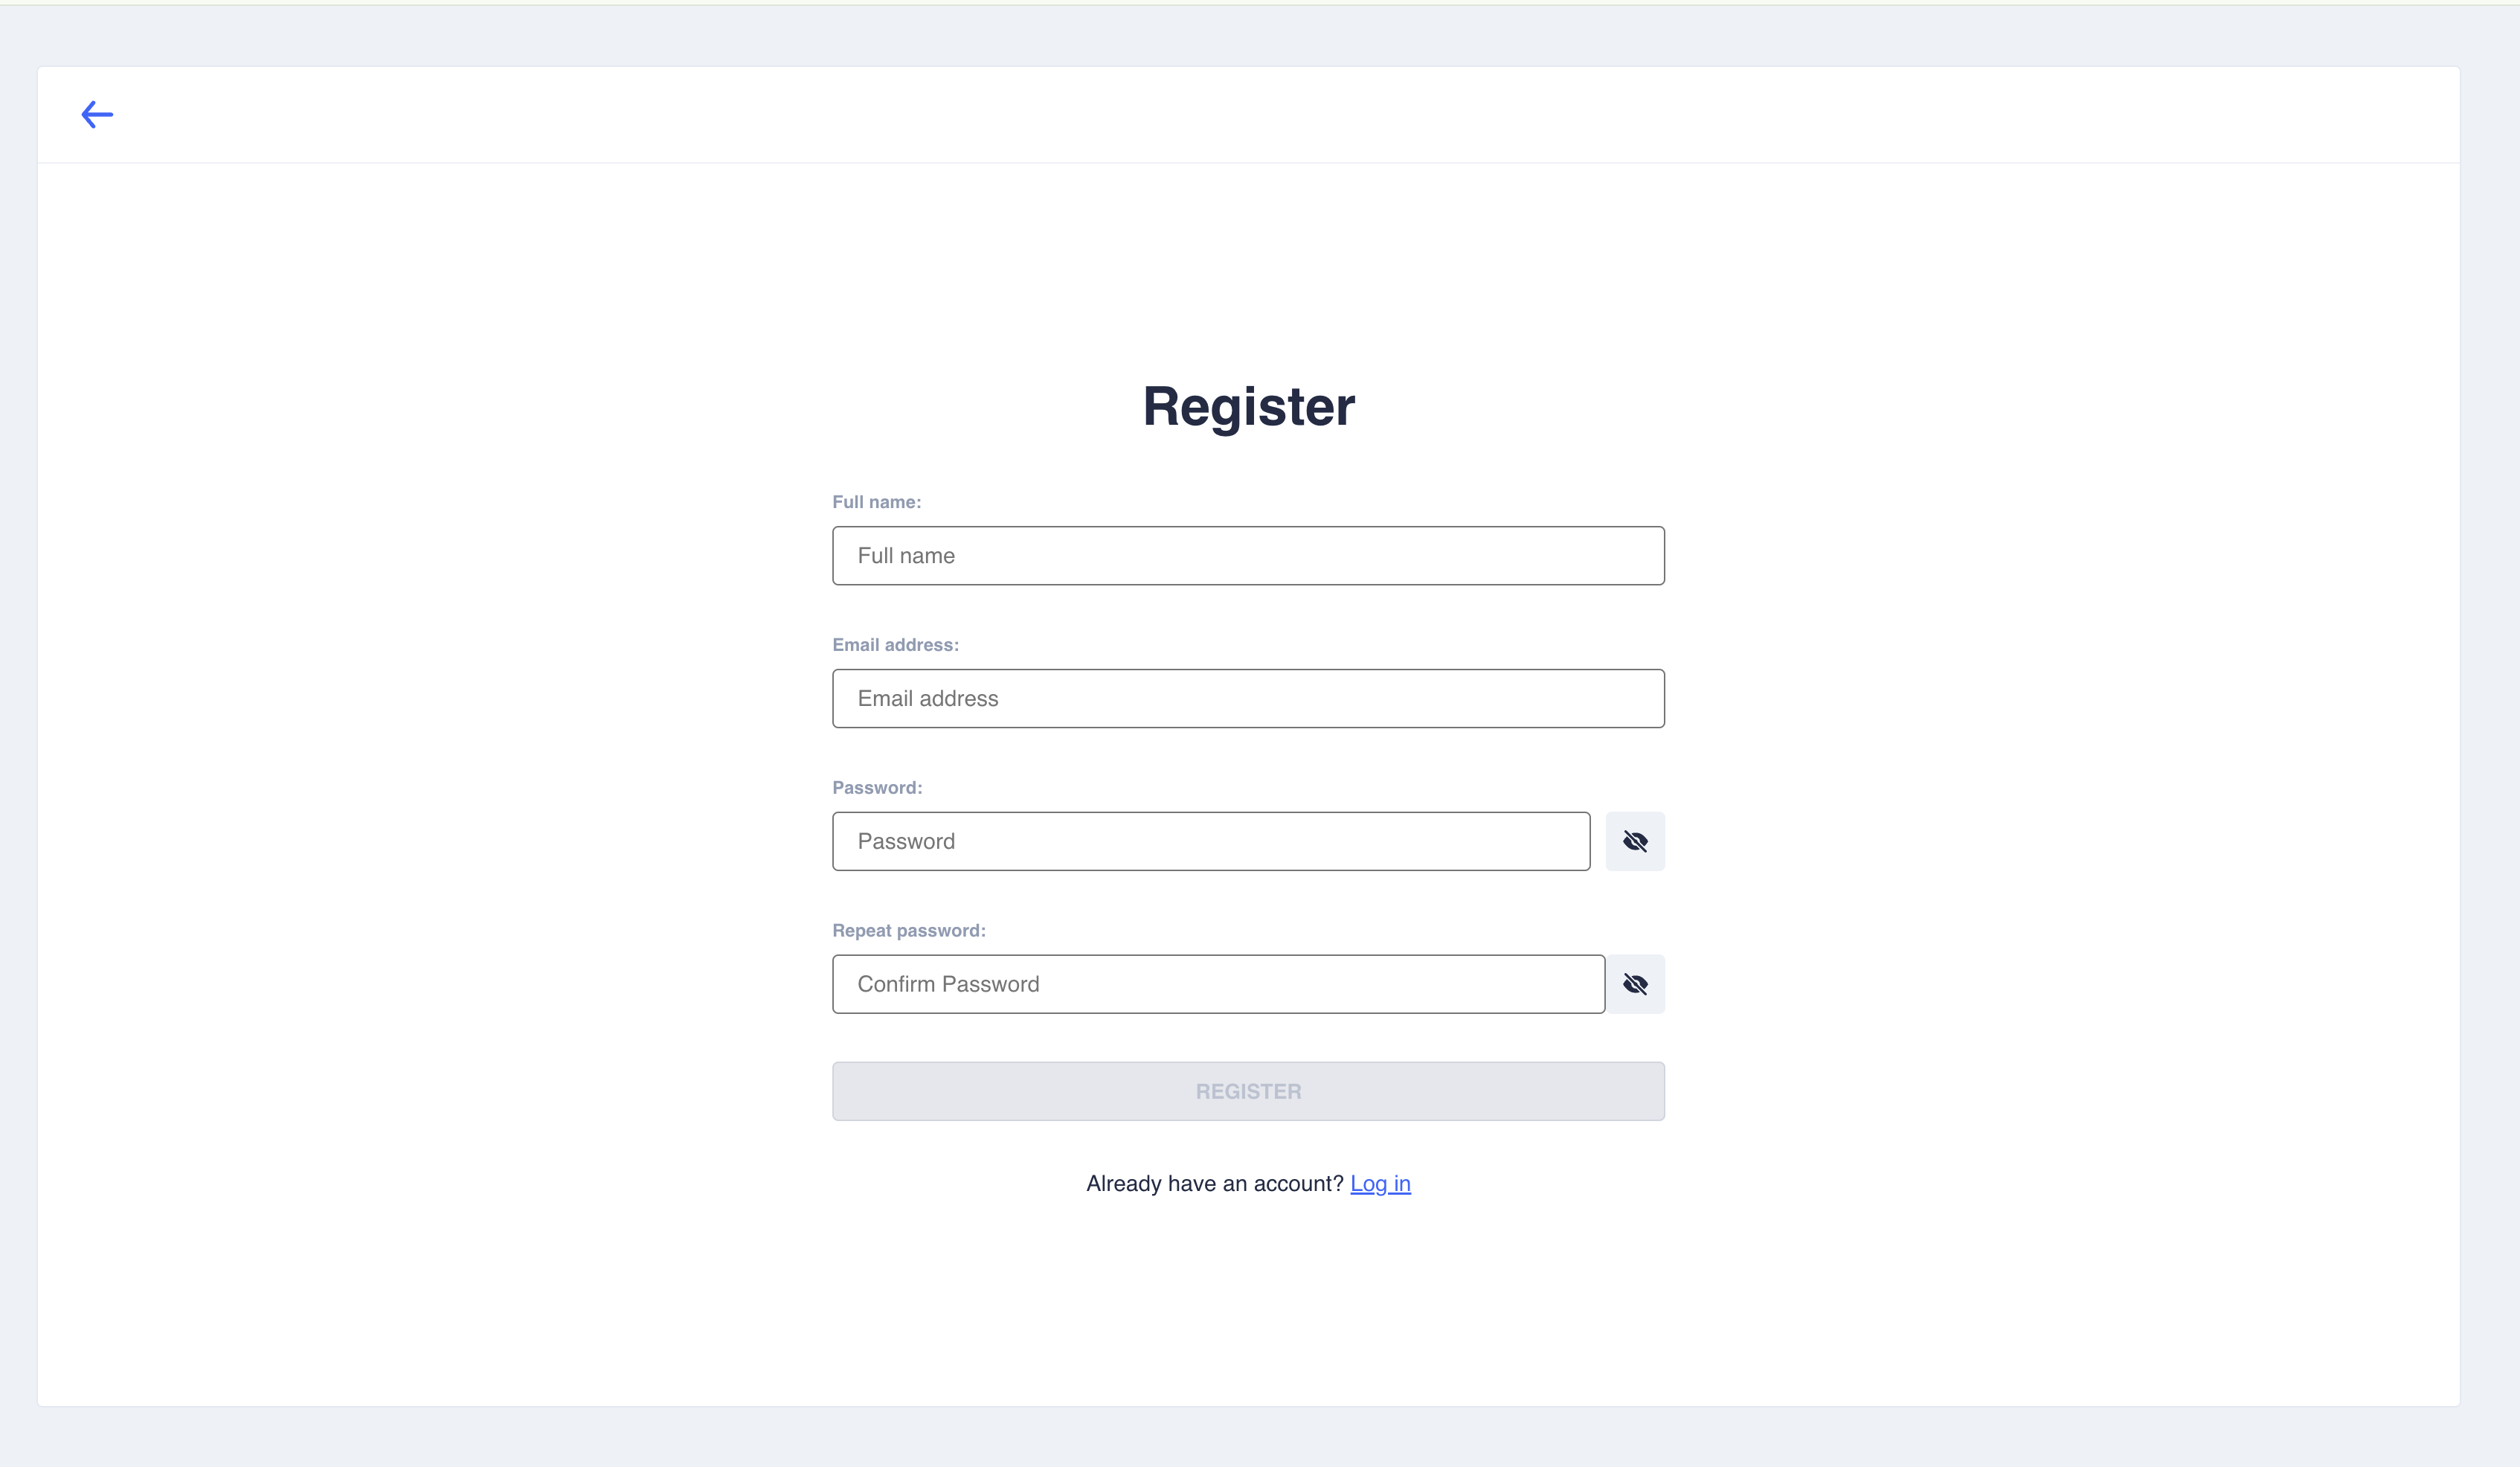 Register
Full name:
Full name
Email address:
Email address
Password:
Password
Repeat password:
Confirm Password
REGISTER
Already have an account? Log in